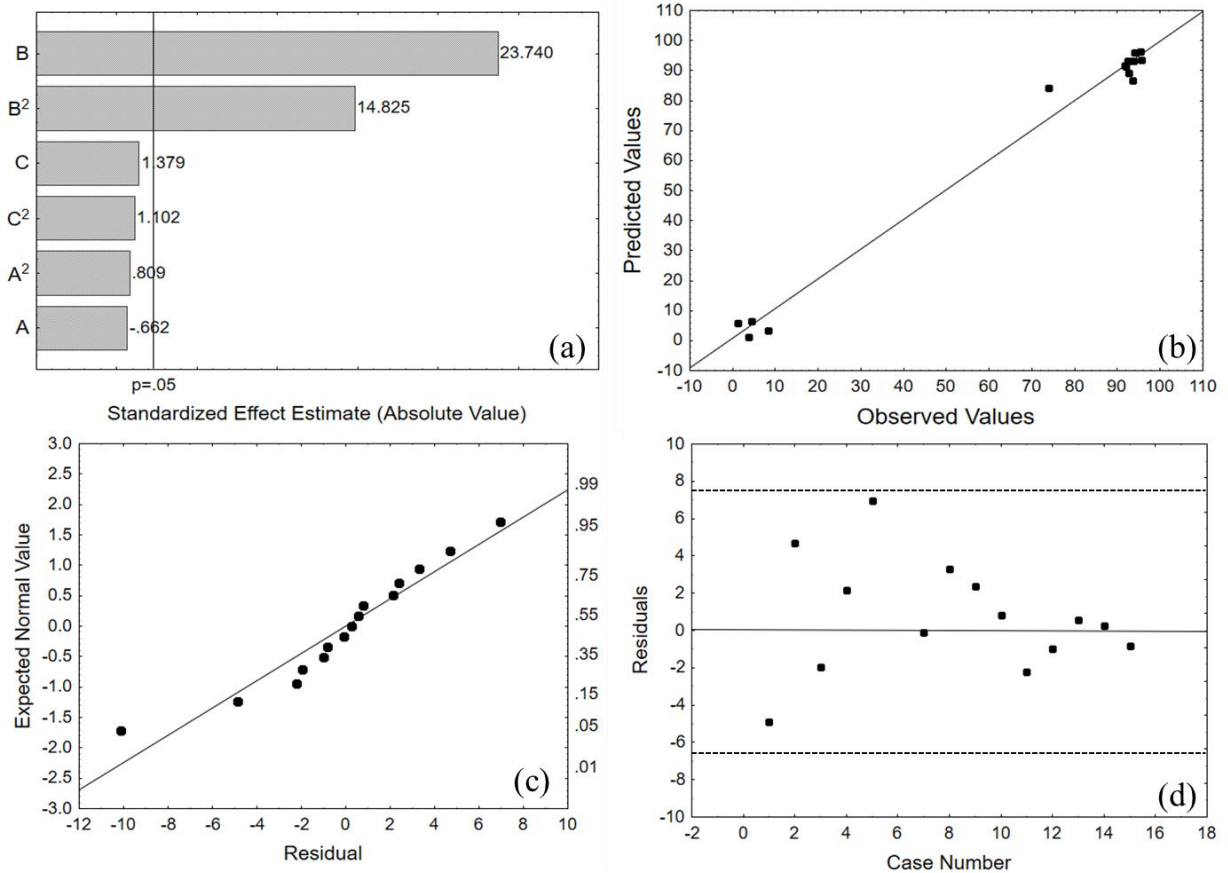 B
23.740
B²
14.825
C
1.379
C²
1.102
A²
.809
A
-.662
(a)
p=.05
Standardized Effect Estimate (Absolute Value)
110
100
90
80
70
60
50
40
30
20
10
0
-10
Predicted Values
(b)
-10 0 10 20 30 40 50 60 70 80 90 100 110
Observed Values
3.0
2.5
2.0
1.5
1.0
0.5
0.0
-0.5
-1.0
-1.5
-2.0
-2.5
-3.0
Expected Normal Value
.99
.95
.75
.55
.35
.15
.05
.01
(c)
-12 -10 -8 -6 -4 -2 0 2 4 6 8 10
Residual
10
8
6
4
2
0
-2
-4
-6
-8
-10
Residuals
(d)
-2 0 2 4 6 8 10 12 14 16 18
Case Number